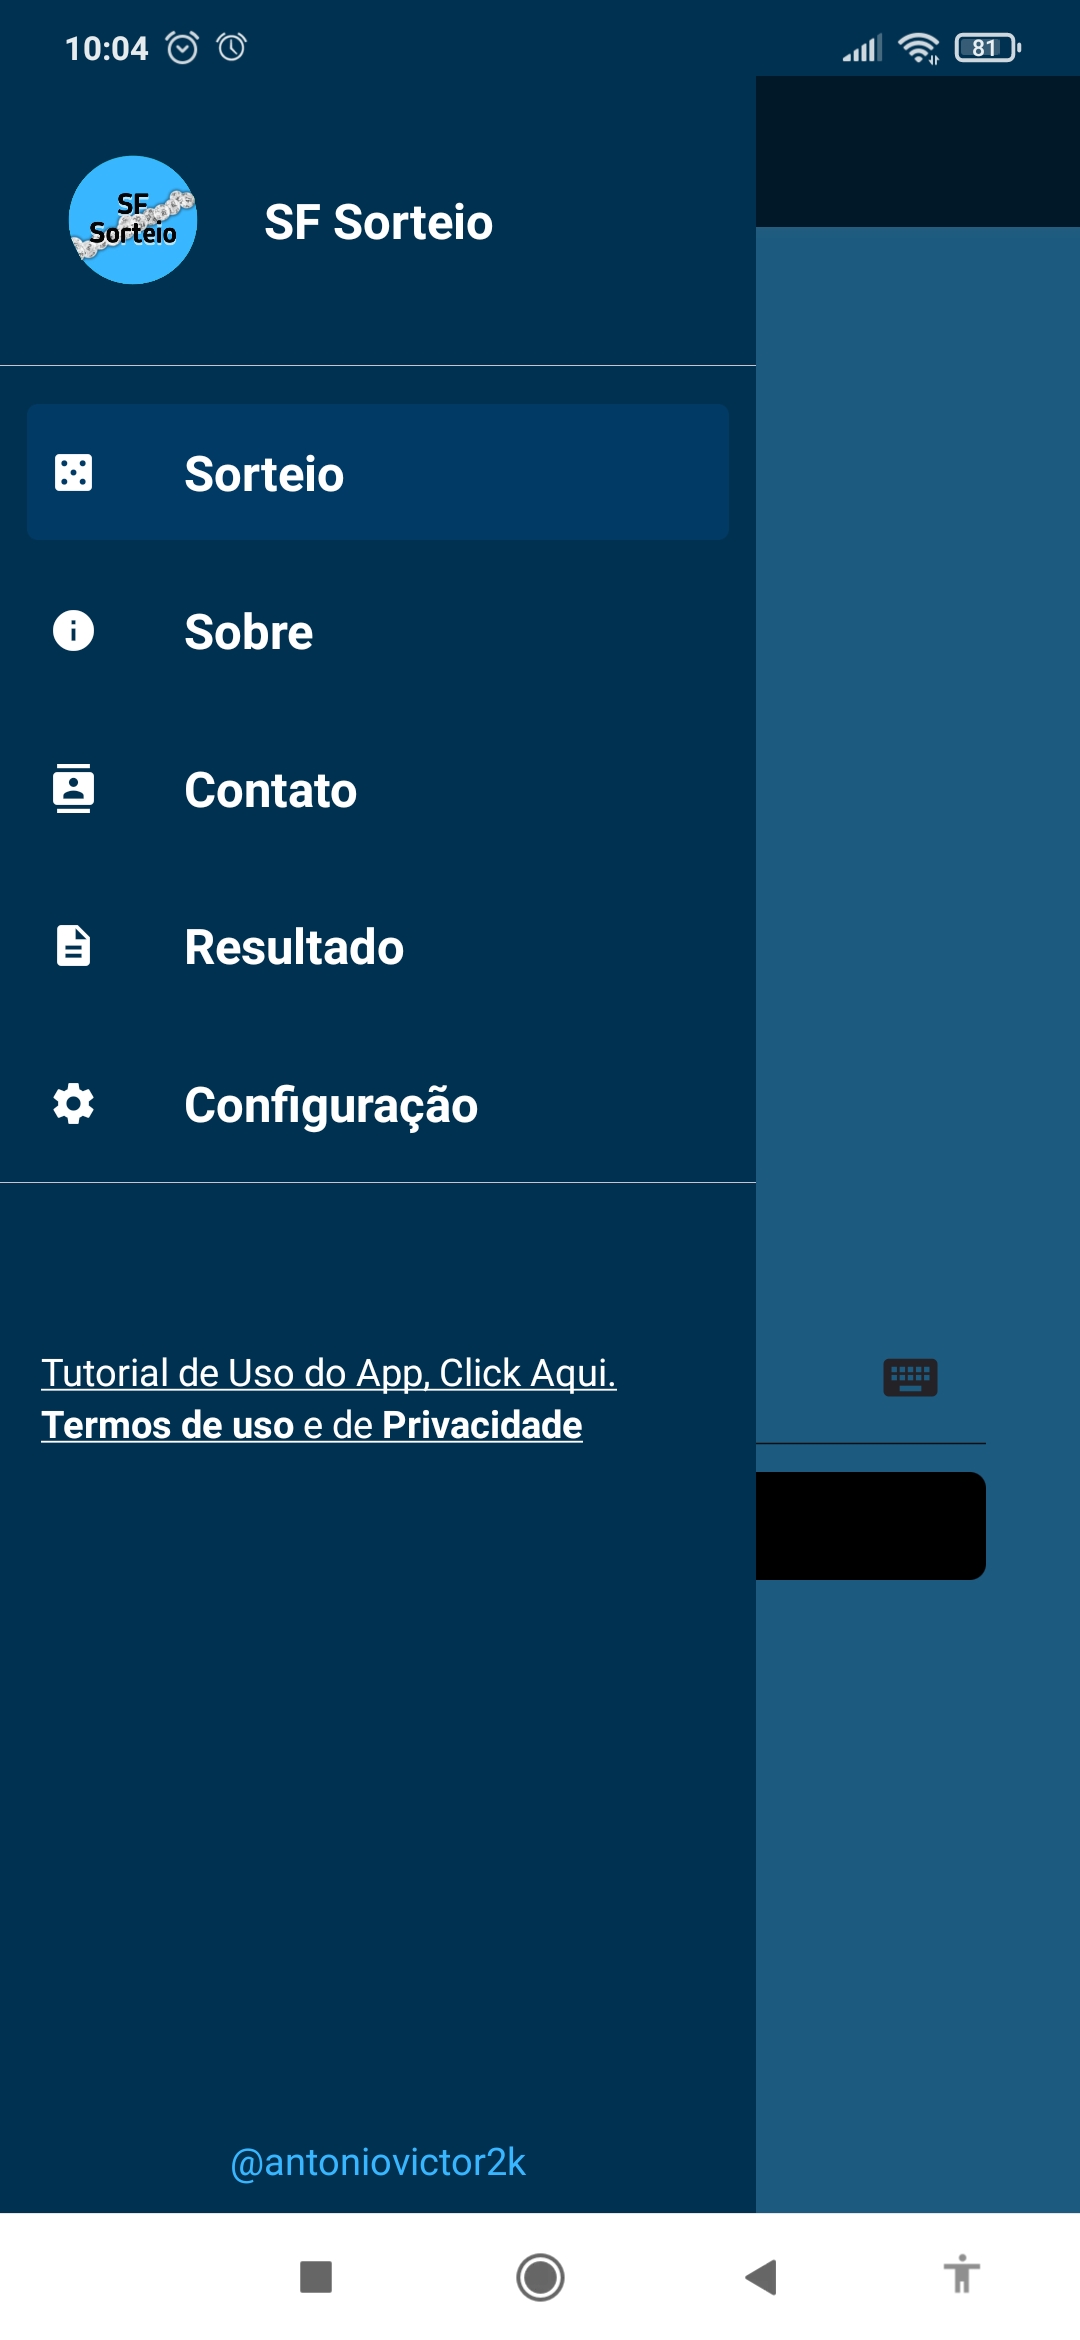 10:04
81
SF
Sorteio
SF Sorteio
Sorteio
Sobre
Contato
Resultado
Configuração
Tutorial de Uso do App, Click Aqui.
Termos de uso e de Privacidade
@antoniovictor2k